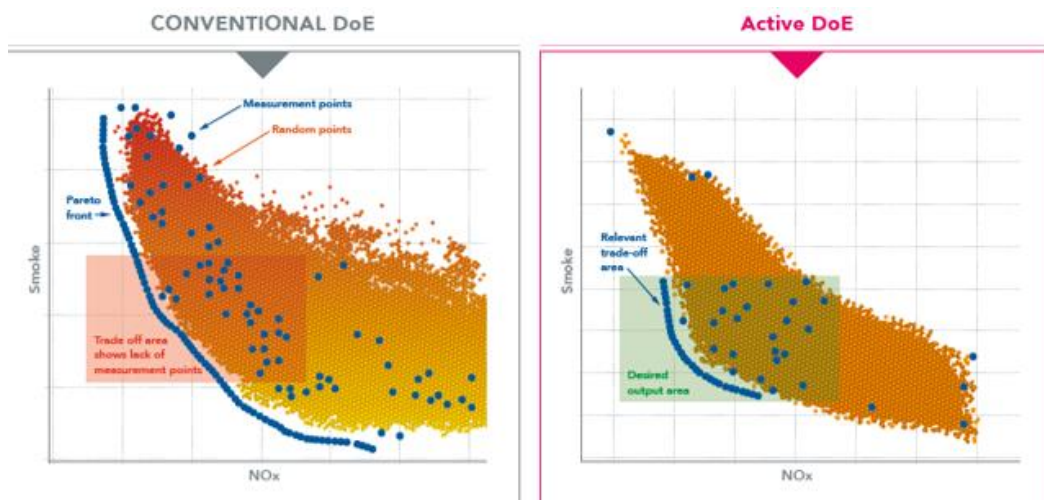 CONVENTIONAL DoE
Measurement points
Random points
Pareto
front
Trade off area
shows lack of
measurement points
Smoke
NOx
Active DoE
Relevant
trade-off
area
Desired
output area
Smoke
NOx